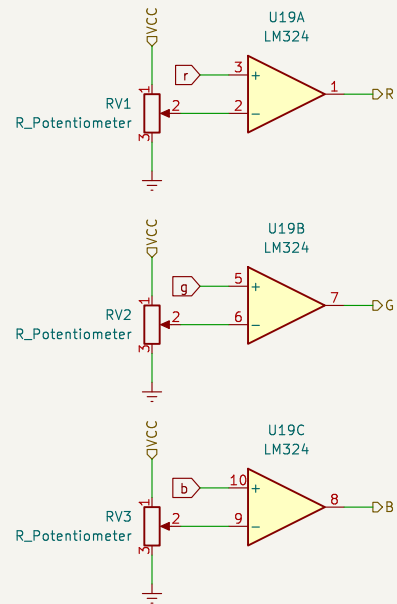 VCC
U19A
LM324
r
3
+
1
R
RV1
R_Potentiometer
1
2
3
2
−
VCC
U19B
LM324
g
5
+
7
G
RV2
R_Potentiometer
1
2
3
6
−
VCC
U19C
LM324
b
10
+
8
B
RV3
R_Potentiometer
1
2
3
9
−